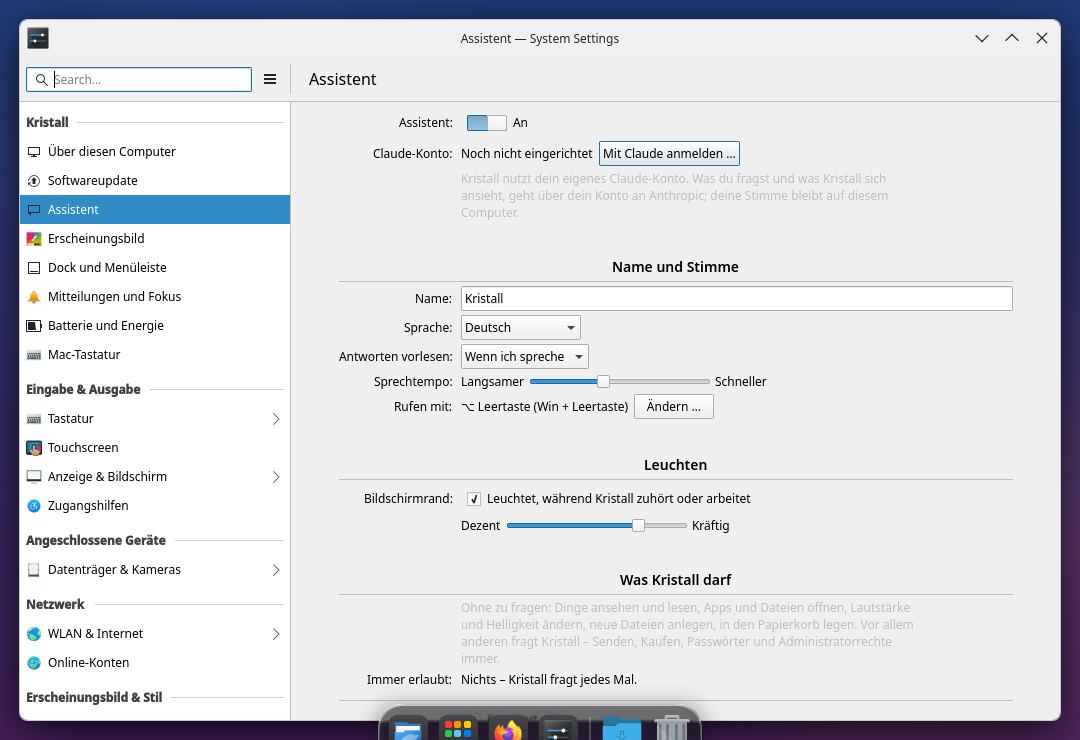 Assistent — System Settings
Search...
Assistent
Kristall
Über diesen Computer
Softwareupdate
Assistent
Erscheinungsbild
Dock und Menüleiste
Mitteilungen und Fokus
Batterie und Energie
Mac-Tastatur
Eingabe & Ausgabe
Tastatur
Touchscreen
Anzeige & Bildschirm
Zugangshilfen
Angeschlossene Geräte
Datenträger & Kameras
Netzwerk
WLAN & Internet
Online-Konten
Erscheinungsbild & Stil
Assistent: An
Claude-Konto: Noch nicht eingerichtet Mit Claude anmelden ...
Kristall nutzt dein eigenes Claude-Konto. Was du fragst und was Kristall sich
ansieht, geht über dein Konto an Anthropic; deine Stimme bleibt auf diesem
Computer.
Name und Stimme
Name: Kristall
Sprache: Deutsch
Antworten vorlesen: Wenn ich spreche
Sprechtempo: Langsamer Schneller
Rufen mit: ⌥ Leertaste (Win + Leertaste) Ändern ...
Leuchten
Bildschirmrand: Leuchtet, während Kristall zuhört oder arbeitet
Dezent Kräftig
Was Kristall darf
Ohne zu fragen: Dinge ansehen und lesen, Apps und Dateien öffnen, Lautstärke
und Helligkeit ändern, neue Dateien anlegen, in den Papierkorb legen. Vor allem
anderen fragt Kristall – Senden, Kaufen, Passwörter und Administratorrechte
immer.
Immer erlaubt: Nichts – Kristall fragt jedes Mal.